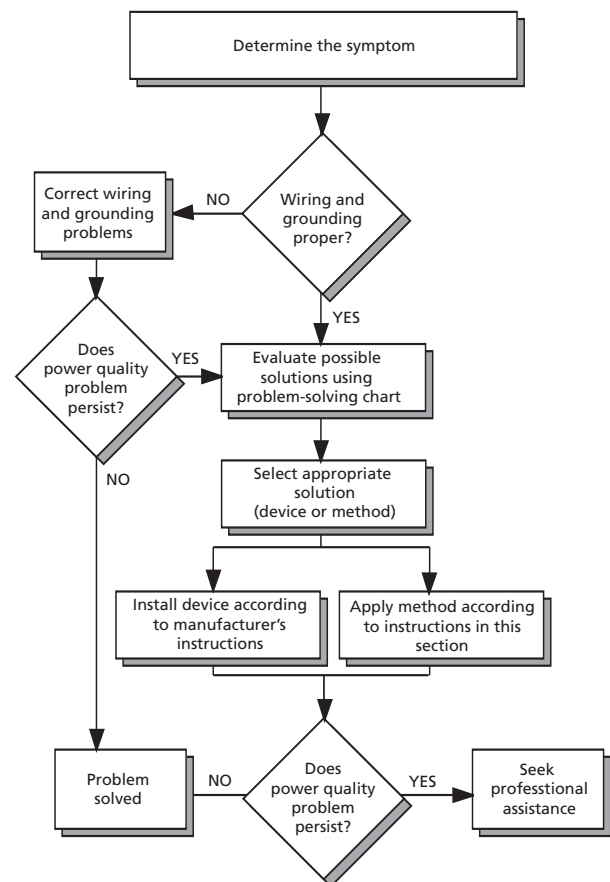 Determine the symptom
Wiring and
grounding
proper?
NO
Correct wiring
and grounding
problems
YES
Does
power quality
problem
persist?
YES
Evaluate possible
solutions using
problem-solving chart
NO
Select appropriate
solution
(device or method)
Install device according
to manufacturer's
instructions
Apply method according
to instructions in this
section
Problem
solved
NO
Does
power quality
problem
persist?
YES
Seek
professtional
assistance